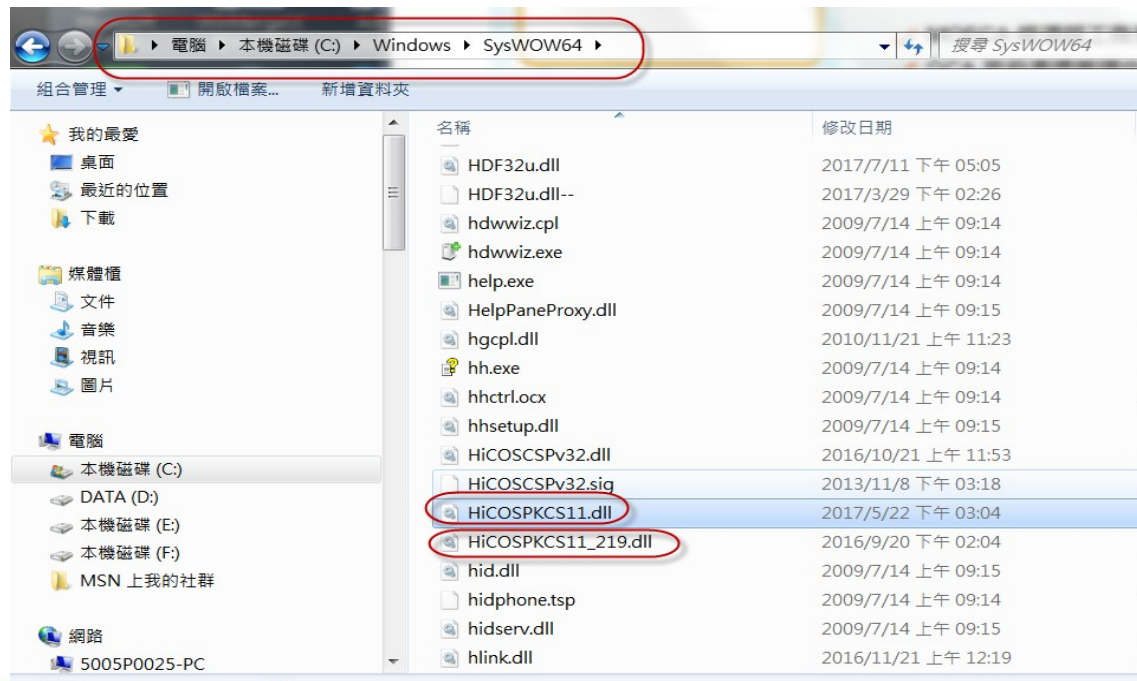 電腦 ▸ 本機磁碟 (C:) ▸ Windows ▸ SysWOW64 ▸
搜尋 SysWOW64
組合管理 開啟檔案... 新增資料夾
我的最愛
桌面
最近的位置
下載
媒體櫃
文件
音樂
視訊
圖片
電腦
本機磁碟 (C:)
DATA (D:)
本機磁碟 (E:)
本機磁碟 (F:)
MSN 上我的社群
網路
5005P0025-PC
名稱 修改日期
HDF32u.dll 2017/7/11 下午 05:05
HDF32u.dll-- 2017/3/29 下午 02:26
hdwwiz.cpl 2009/7/14 上午 09:14
hdwwiz.exe 2009/7/14 上午 09:14
help.exe 2009/7/14 上午 09:14
HelpPaneProxy.dll 2009/7/14 上午 09:15
hgcpl.dll 2010/11/21 上午 11:23
hh.exe 2009/7/14 上午 09:14
hhctrl.ocx 2009/7/14 上午 09:14
hhsetup.dll 2009/7/14 上午 09:15
HiCOSCSPv32.dll 2016/10/21 上午 11:53
HiCOSCSPv32.sig 2013/11/8 下午 03:18
HiCOSPKCS11.dll 2017/5/22 下午 03:04
HiCOSPKCS11_219.dll 2016/9/20 下午 02:04
hid.dll 2009/7/14 上午 09:15
hidphone.tsp 2009/7/14 上午 09:14
hidserv.dll 2009/7/14 上午 09:15
hlink.dll 2016/11/21 上午 12:19